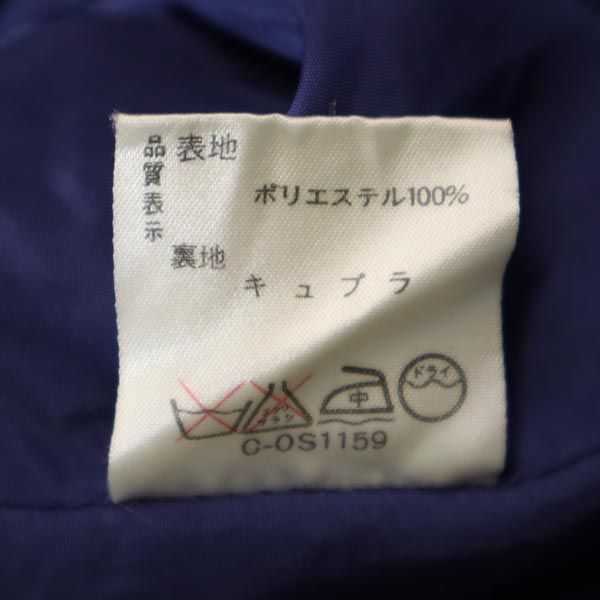 品質表示
表地
ポリエステル100%
裏地
キュプラ
中
ドライ
C-0S1159